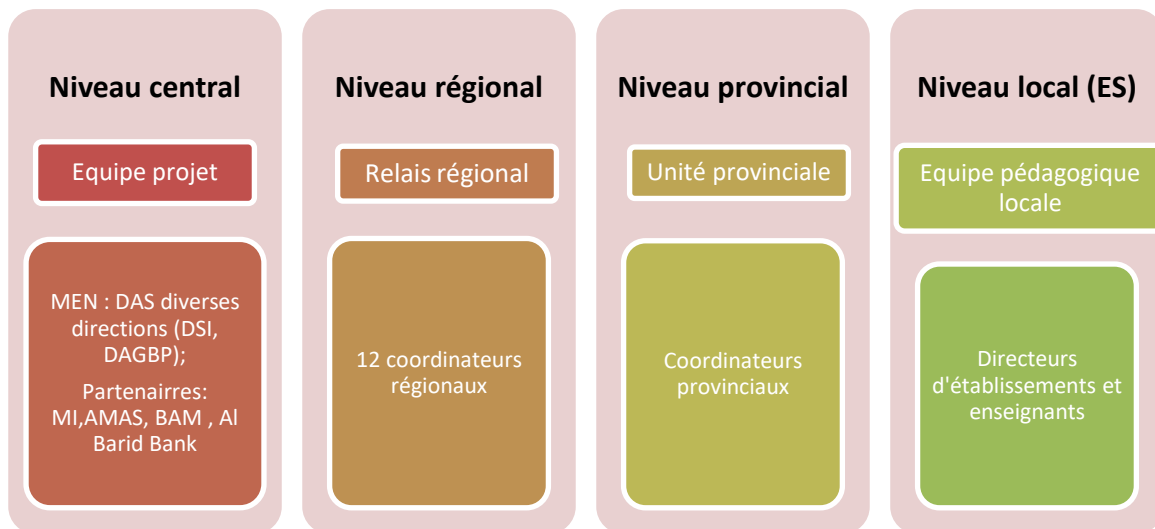 Niveau central
Equipe projet
MEN : DAS diverses
directions (DSI,
DAGBP);
Partenairres:
MI,AMAS, BAM , Al
Barid Bank
Niveau régional
Relais régional
12 coordinateurs
régionaux
Niveau provincial
Unité provinciale
Coordinateurs
provinciaux
Niveau local (ES)
Equipe pédagogique
locale
Directeurs
d'établissements et
enseignants